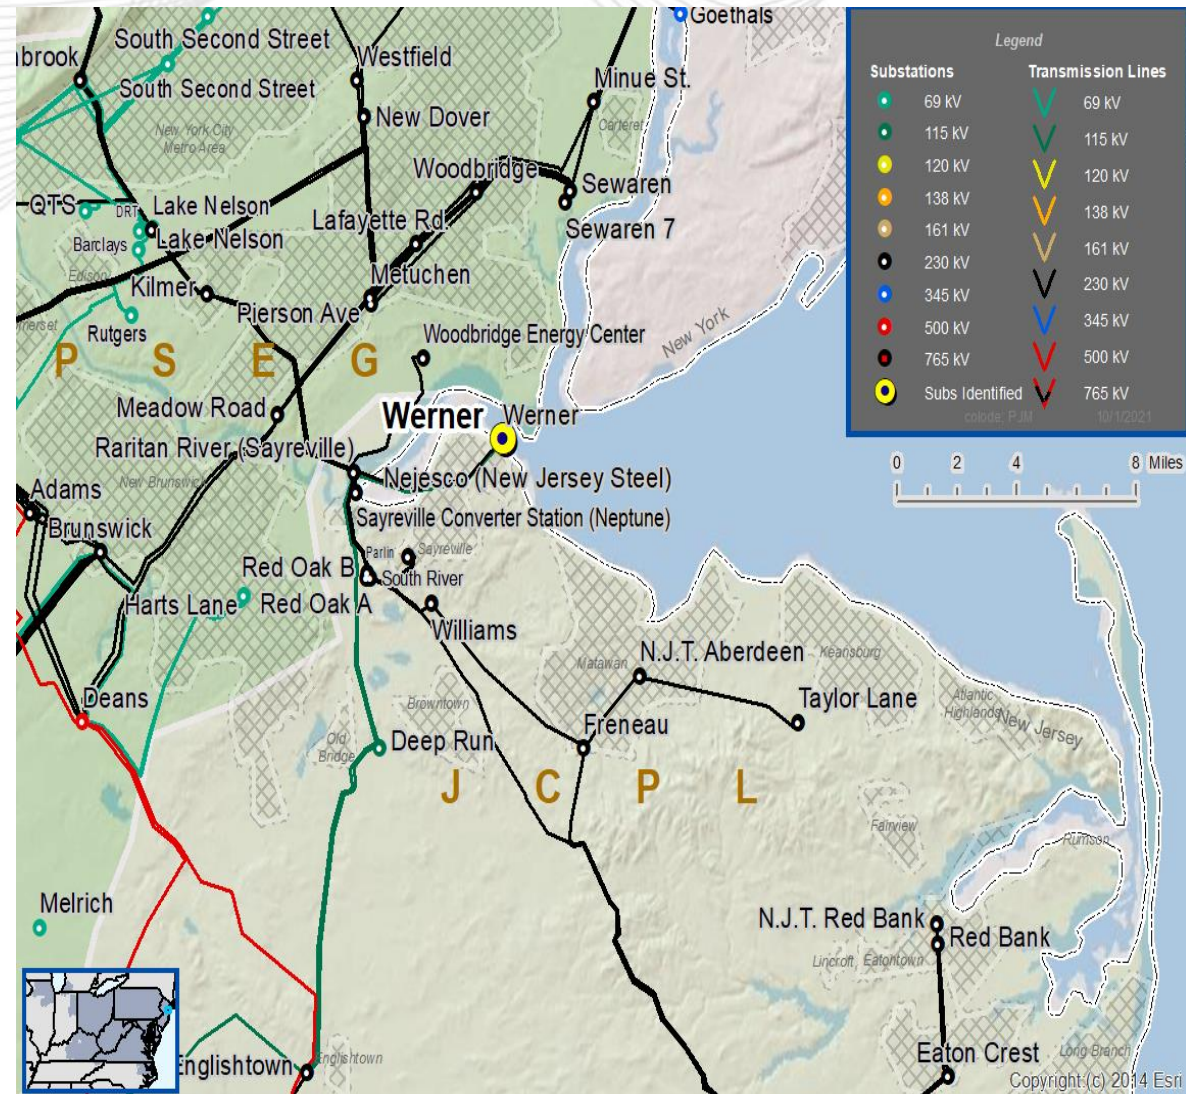 Goethals
South Second Street
nbrook
Westfield
South Second Street
Minue St.
New Dover
Carteret
New York City
Metro Area
Woodbridge
Sewaren
QTS
DRT
Lake Nelson
Lafayette Rd.
Sewaren 7
Barclays
Lake Nelson
Edison
Metuchen
Kilmer
Pierson Ave
merset
Rutgers
Woodbridge Energy Center
New York
P S E G
Meadow Road
Werner
Werner
Raritan River (Sayreville)
Nejesco (New Jersey Steel)
New Brunswick
Adams
Sayreville Converter Station (Neptune)
Brunswick
Parlin
Sayreville
Red Oak B
South River
Harts Lane
Red Oak A
Williams
N.J.T. Aberdeen
Keansburg
Matawan
Deans
Browntown
Taylor Lane
Atlantic
Highlands
New Jersey
Freneau
Old
Bridge
Deep Run
J C P L
Fairview
Rumson
Melrich
N.J.T. Red Bank
Red Bank
Lincroft
Eatontown
Englishtown
Englishtown
Eaton Crest
Long Branch
Copyright:(c) 2014 Esri
Legend
Substations Transmission Lines
69 kV 69 kV
115 kV 115 kV
120 kV 120 kV
138 kV 138 kV
161 kV 161 kV
230 kV 230 kV
345 kV 345 kV
500 kV 500 kV
765 kV 765 kV
Subs Identified
colode: PJM 10/1/2021
0 2 4 8 Miles